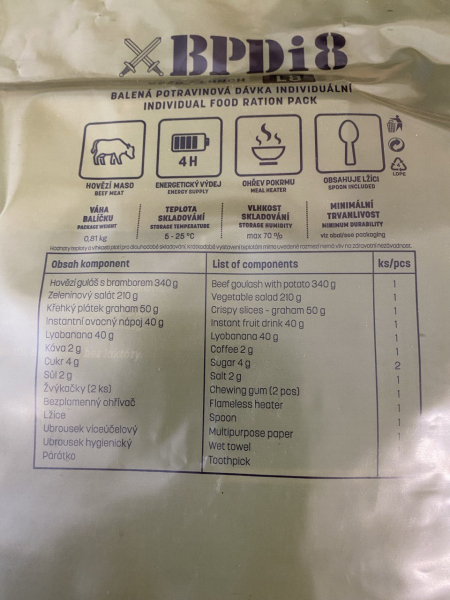 BPDi8
L8
BALENÁ POTRAVINOVÁ DÁVKA INDIVIDUÁLNÍ
INDIVIDUAL FOOD RATION PACK
4 H
HOVĚZÍ MASO
BEEF MEAT
ENERGETICKÝ VÝDEJ
ENERGY SUPPLY
OHŘEV POKRMU
MEAL HEATER
OBSAHUJE LŽÍCI
SPOON INCLUDED
LDPE
VÁHA BALÍČKU
PACKAGE WEIGHT
0,81 kg
TEPLOTA SKLADOVÁNÍ
STORAGE TEMPERATURE
5 - 25 °C
VLHKOST SKLADOVÁNÍ
STORAGE HUMIDITY
max 70 %
MINIMÁLNÍ TRVANLIVOST
MINIMUM DURABILITY
viz obal/see package
Obsah komponent List of components ks/pcs
Hovězí guláš s bramborem 340 g Beef goulash with potato 340 g 1
Zeleninový salát 210 g Vegetable salad 210 g 1
Křehký plátek graham 50 g Crispy slices - graham 50 g 1
Instantní ovocný nápoj 40 g Instant fruit drink 40 g 1
Lyobanana 40 g Lyobanana 40 g 1
Káva 2 g Coffee 2 g 1
Cukr 4 g Sugar 4 g 2
Sůl 2 g Salt 2 g 1
Žvýkačky (2 ks) Chewing gum (2 pcs) 1
Bezplamenný ohřívač Flameless heater 1
Lžíce Spoon 1
Ubrousek víceúčelový Multipurpose paper 1
Ubrousek hygienický Wet towel 1
Párátko Toothpick 1